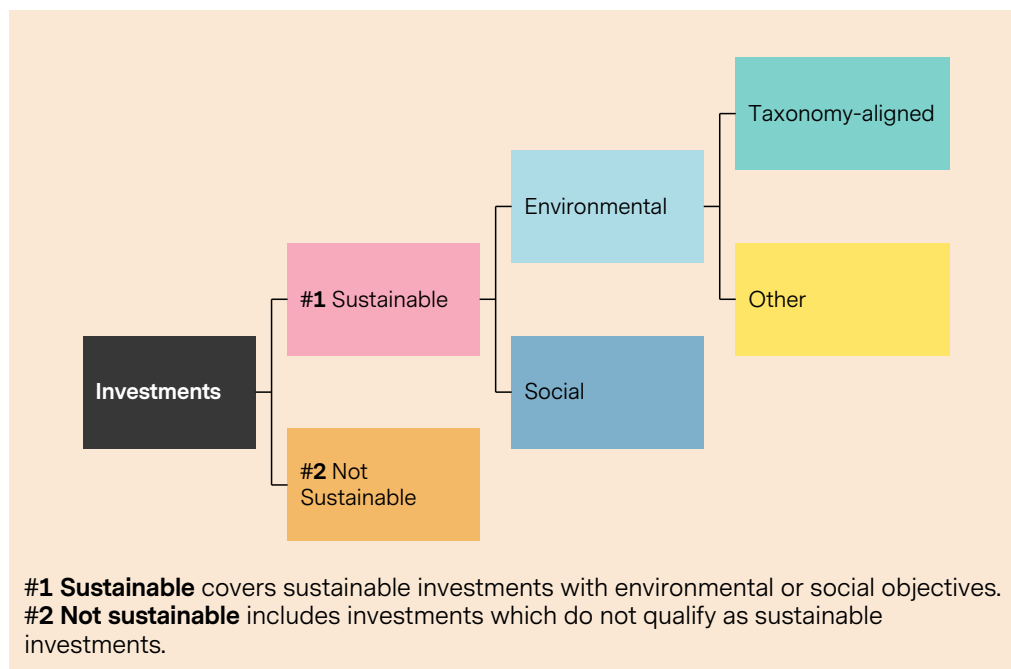 Taxonomy-aligned
Environmental
#1 Sustainable
Other
Investments
Social
#2 Not
Sustainable
#1 Sustainable covers sustainable investments with environmental or social objectives.
#2 Not sustainable includes investments which do not qualify as sustainable
investments.